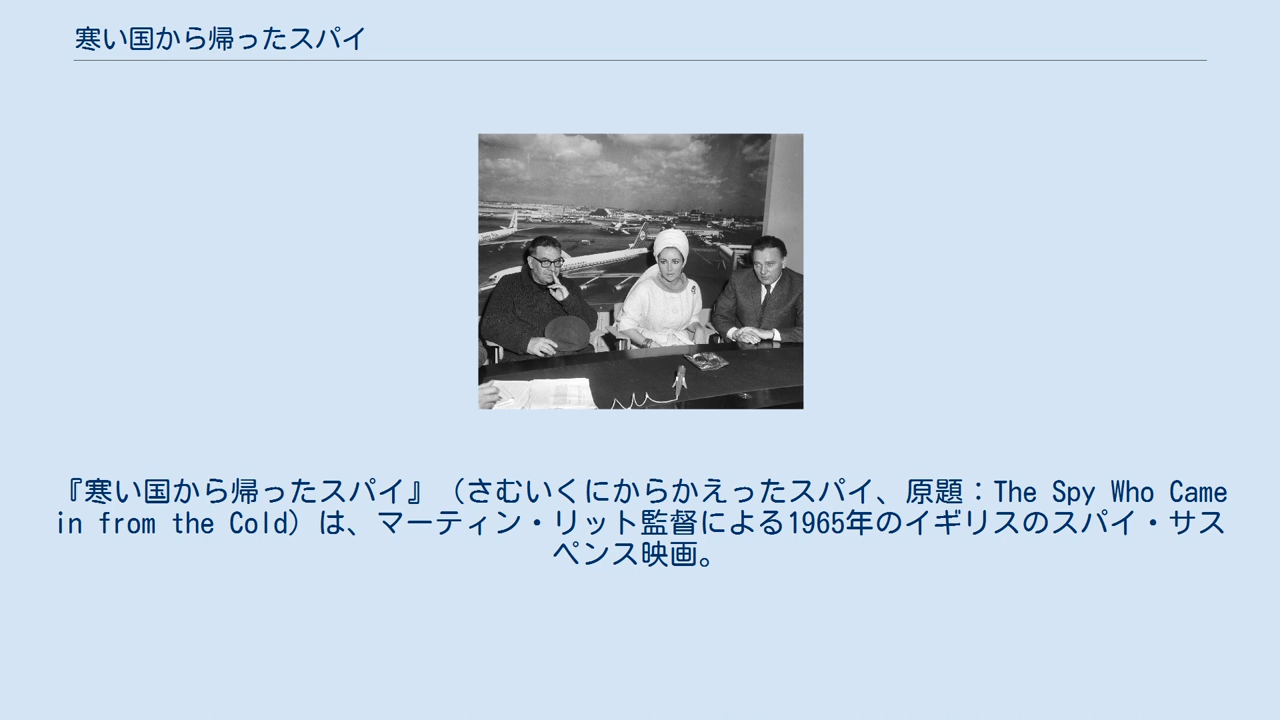 寒い国から帰ったスパイ
『寒い国から帰ったスパイ』（さむいくにからかえったスパイ、原題：The Spy Who Came
in from the Cold）は、マーティン・リット監督による1965年のイギリスのスパイ・サス
ペンス映画。